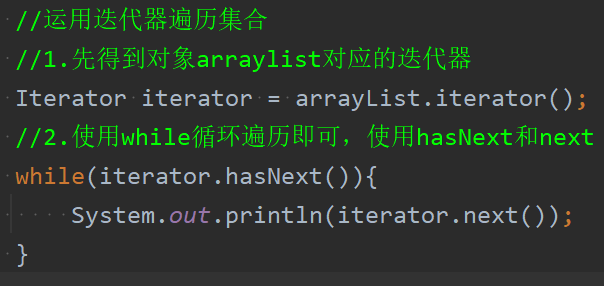 //运用迭代器遍历集合
//1.先得到对象arraylist对应的迭代器
Iterator iterator = arrayList.iterator();
//2.使用while循环遍历即可，使用hasNext和next
while(iterator.hasNext()){
    System.out.println(iterator.next());
}